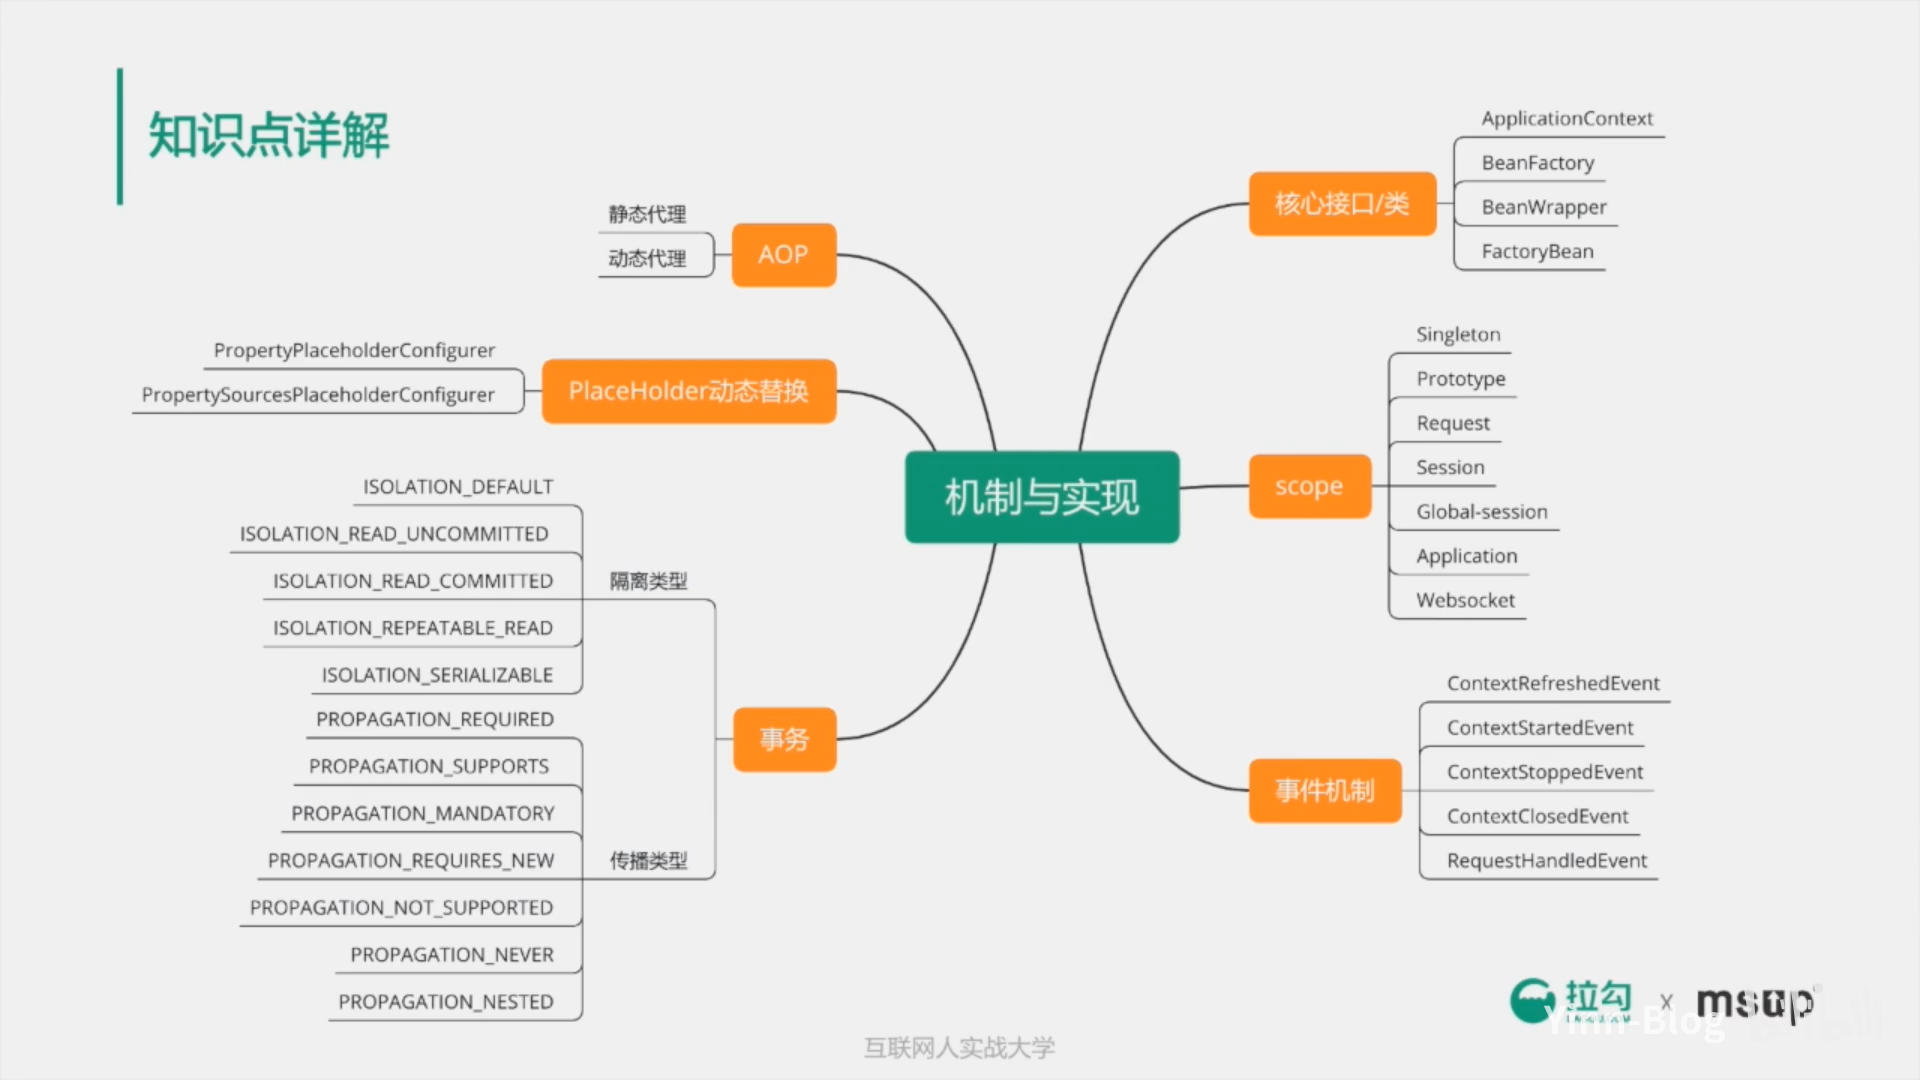 知识点详解
机制与实现
核心接口/类
ApplicationContext
BeanFactory
BeanWrapper
FactoryBean
scope
Singleton
Prototype
Request
Session
Global-session
Application
Websocket
事件机制
ContextRefreshedEvent
ContextStartedEvent
ContextStoppedEvent
ContextClosedEvent
RequestHandledEvent
AOP
静态代理
动态代理
PlaceHolder动态替换
PropertyPlaceholderConfigurer
PropertySourcesPlaceholderConfigurer
事务
隔离类型
ISOLATION_DEFAULT
ISOLATION_READ_UNCOMMITTED
ISOLATION_READ_COMMITTED
ISOLATION_REPEATABLE_READ
ISOLATION_SERIALIZABLE
传播类型
PROPAGATION_REQUIRED
PROPAGATION_SUPPORTS
PROPAGATION_MANDATORY
PROPAGATION_REQUIRES_NEW
PROPAGATION_NOT_SUPPORTED
PROPAGATION_NEVER
PROPAGATION_NESTED
拉勾 x msup
Yinn-Blog
互联网人实战大学